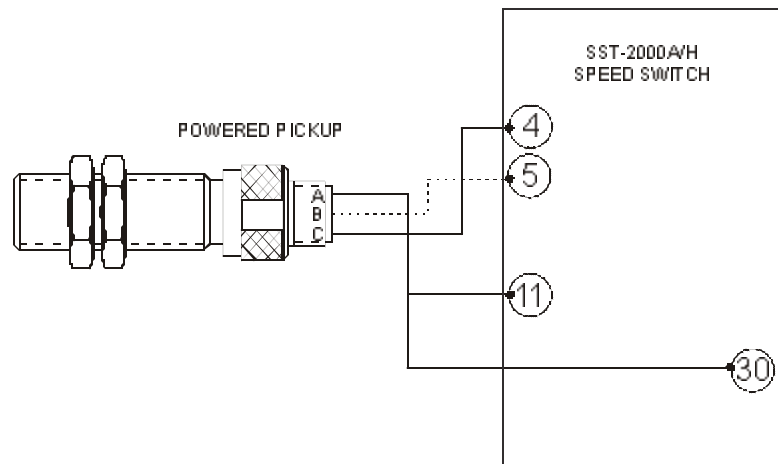 SST-2000A/H
SPEED SWITCH
POWERED PICKUP
4
5
A
B
C
11
30